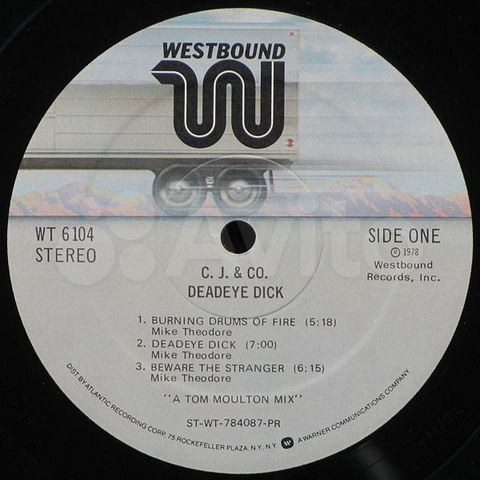 WESTBOUND
WT 6104
STEREO
SIDE ONE
℗ 1978
Westbound
Records, Inc.
C. J. & CO.
DEADEYE DICK
1. BURNING DRUMS OF FIRE (5:18)
Mike Theodore
2. DEADEYE DICK (7:00)
Mike Theodore
3. BEWARE THE STRANGER (6:15)
Mike Theodore
"A TOM MOULTON MIX"
ST-WT-784087-PR
DIST. BY ATLANTIC RECORDING CORP. 75 ROCKEFELLER PLAZA, N.Y. N.Y. A WARNER COMMUNICATIONS COMPANY
Avito